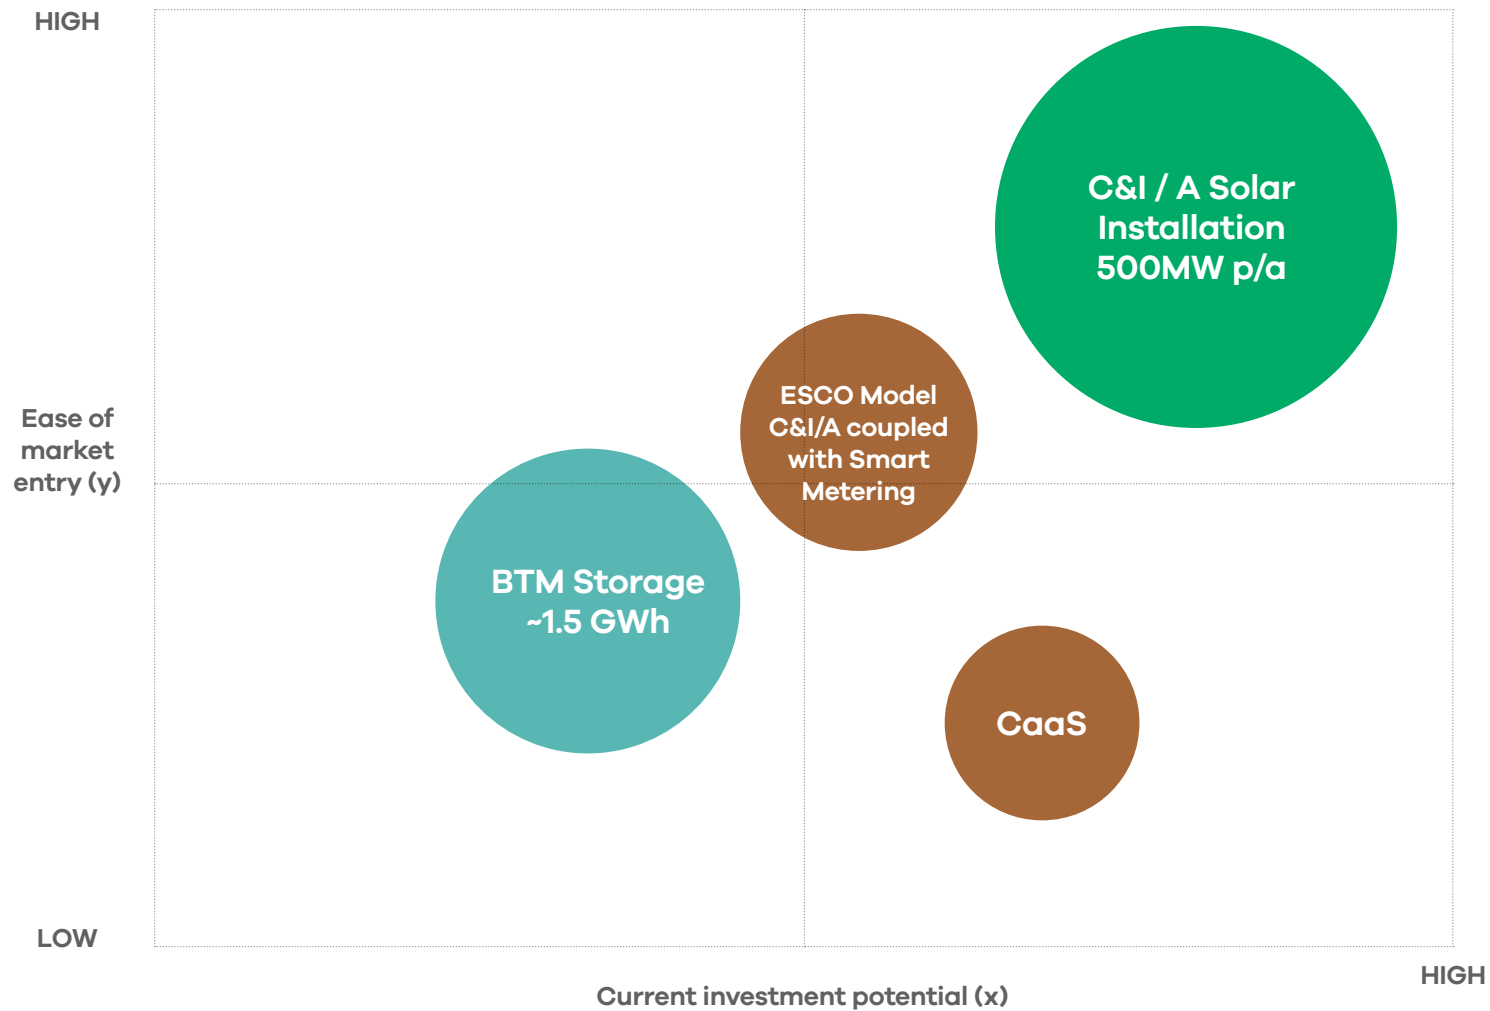 HIGH
C&I / A Solar
Installation
500MW p/a
ESCO Model
C&I/A coupled
with Smart
Metering
Ease of
market
entry (y)
BTM Storage
~1.5 GWh
CaaS
LOW
HIGH
Current investment potential (x)